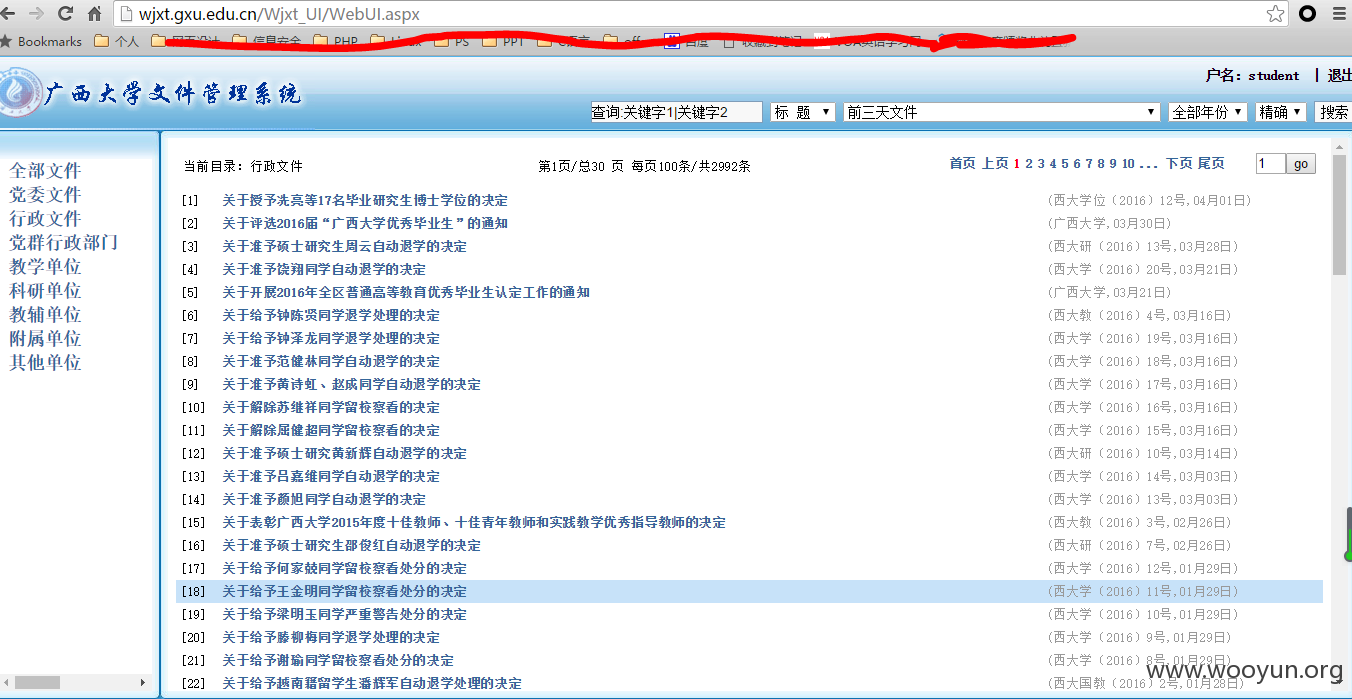 wjxt.gxu.edu.cn/Wjxt_UI/WebUI.aspx
Bookmarks 个人 网页设计 信息安全 PHP Linux PS PPT C语言 百度
广西大学文件管理系统
户名：student | 退出
查询:关键字1|关键字2 标 题 前三天文件 全部年份 精确 搜索
全部文件
党委文件
行政文件
党群行政部门
教学单位
科研单位
教辅单位
附属单位
其他单位
当前目录：行政文件 第1页/总30 页 每页100条/共2992条 首页 上页 1 2 3 4 5 6 7 8 9 10 ... 下页 尾页 1 go
[1] 关于授予冼亮等17名毕业研究生博士学位的决定 (西大学位（2016）12号,04月01日)
[2] 关于评选2016届“广西大学优秀毕业生”的通知 (广西大学,03月30日)
[3] 关于准予硕士研究生周云自动退学的决定 (西大研（2016）13号,03月28日)
[4] 关于准予饶翔同学自动退学的决定 (西大学（2016）20号,03月21日)
[5] 关于开展2016年全区普通高等教育优秀毕业生认定工作的通知 (广西大学,03月21日)
[6] 关于给予钟陈贤同学退学处理的决定 (西大教（2016）4号,03月16日)
[7] 关于给予钟泽龙同学退学处理的决定 (西大学（2016）19号,03月16日)
[8] 关于准予范健林同学自动退学的决定 (西大学（2016）18号,03月16日)
[9] 关于准予黄诗虹、赵成同学自动退学的决定 (西大学（2016）17号,03月16日)
[10] 关于解除苏继祥同学留校察看的决定 (西大学（2016）16号,03月16日)
[11] 关于解除屈健超同学留校察看的决定 (西大学（2016）15号,03月16日)
[12] 关于准予硕士研究黄新辉自动退学的决定 (西大研（2016）10号,03月14日)
[13] 关于准予吕嘉维同学自动退学的决定 (西大学（2016）14号,03月03日)
[14] 关于准予颜旭同学自动退学的决定 (西大学（2016）13号,03月03日)
[15] 关于表彰广西大学2015年度十佳教师、十佳青年教师和实践教学优秀指导教师的决定 (西大教（2016）3号,02月26日)
[16] 关于准予硕士研究生邵俊红自动退学的决定 (西大研（2016）7号,02月26日)
[17] 关于给予何家兢同学留校察看处分的决定 (西大学（2016）12号,01月29日)
[18] 关于给予王金明同学留校察看处分的决定 (西大学（2016）11号,01月29日)
[19] 关于给予梁明玉同学严重警告处分的决定 (西大学（2016）10号,01月29日)
[20] 关于给予滕柳梅同学退学处理的决定 (西大学（2016）9号,01月29日)
[21] 关于给予谢瑜同学留校察看处分的决定 (西大学（2016）8号,01月29日)
[22] 关于给予越南籍留学生潘辉军自动退学处理的决定 (西大国教（2016）2号,01月29日)
www.wooyun.org